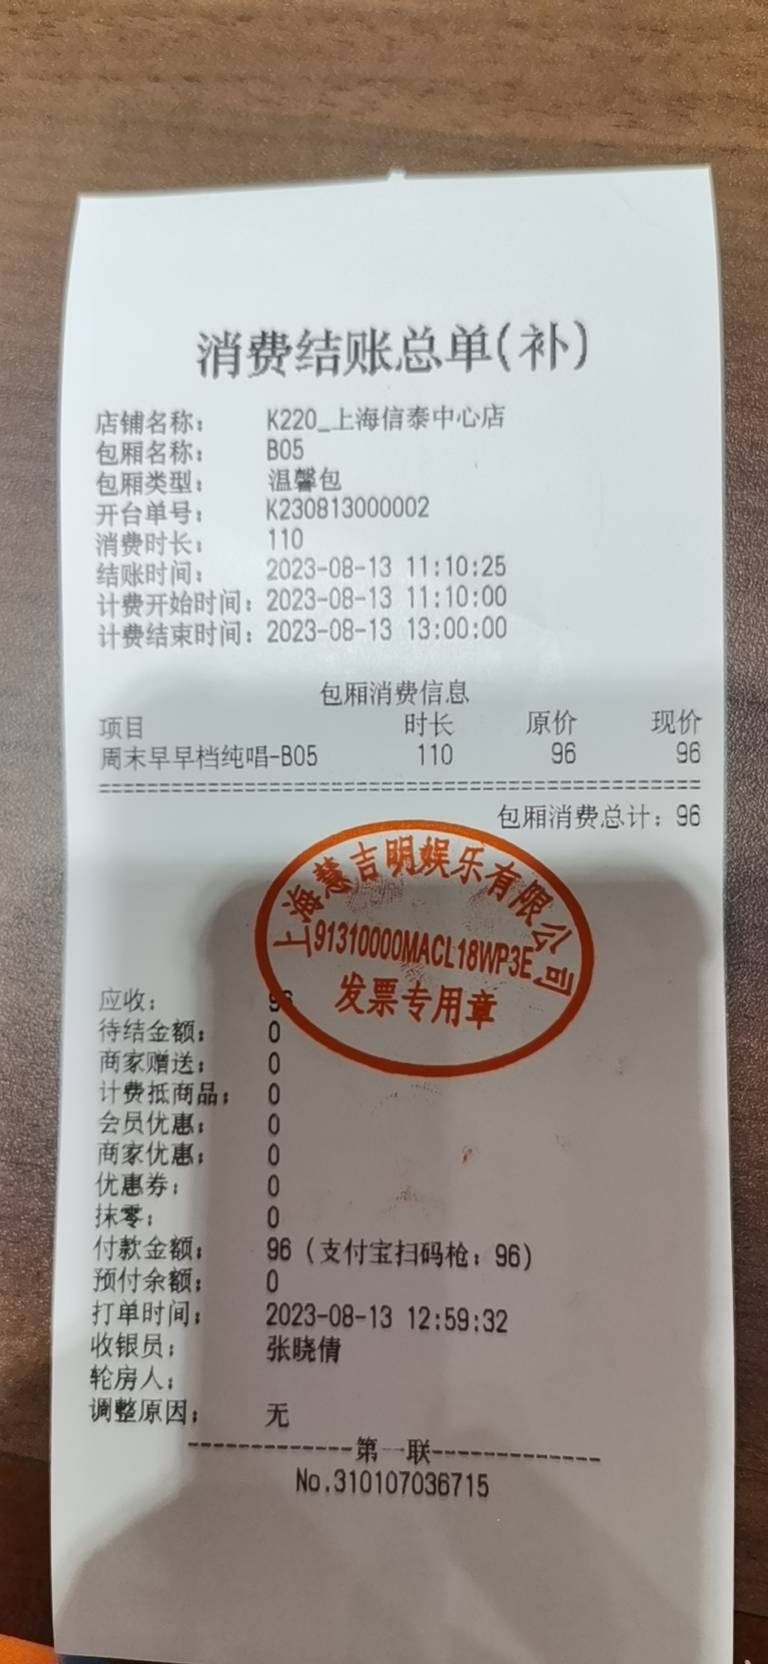 消费结账总单(补)
店铺名称: K220_上海信泰中心店
包厢名称: B05
包厢类型: 温馨包
开台单号: K230813000002
消费时长: 110
结账时间: 2023-08-13 11:10:25
计费开始时间: 2023-08-13 11:10:00
计费结束时间: 2023-08-13 13:00:00
包厢消费信息
项目 时长 原价 现价
周末早早档纯唱-B05 110 96 96
================================================
包厢消费总计: 96
上海慧吉明娱乐有限公司
91310000MACL18WP3E
发票专用章
应收: 96
待结金额: 0
商家赠送: 0
计费抵商品: 0
会员优惠: 0
商家优惠: 0
优惠券: 0
抹零: 0
付款金额: 96 (支付宝扫码枪: 96)
预付余额: 0
打单时间: 2023-08-13 12:59:32
收银员: 张晓倩
轮房人:
调整原因: 无
-------------第一联-------------
No.310107036715